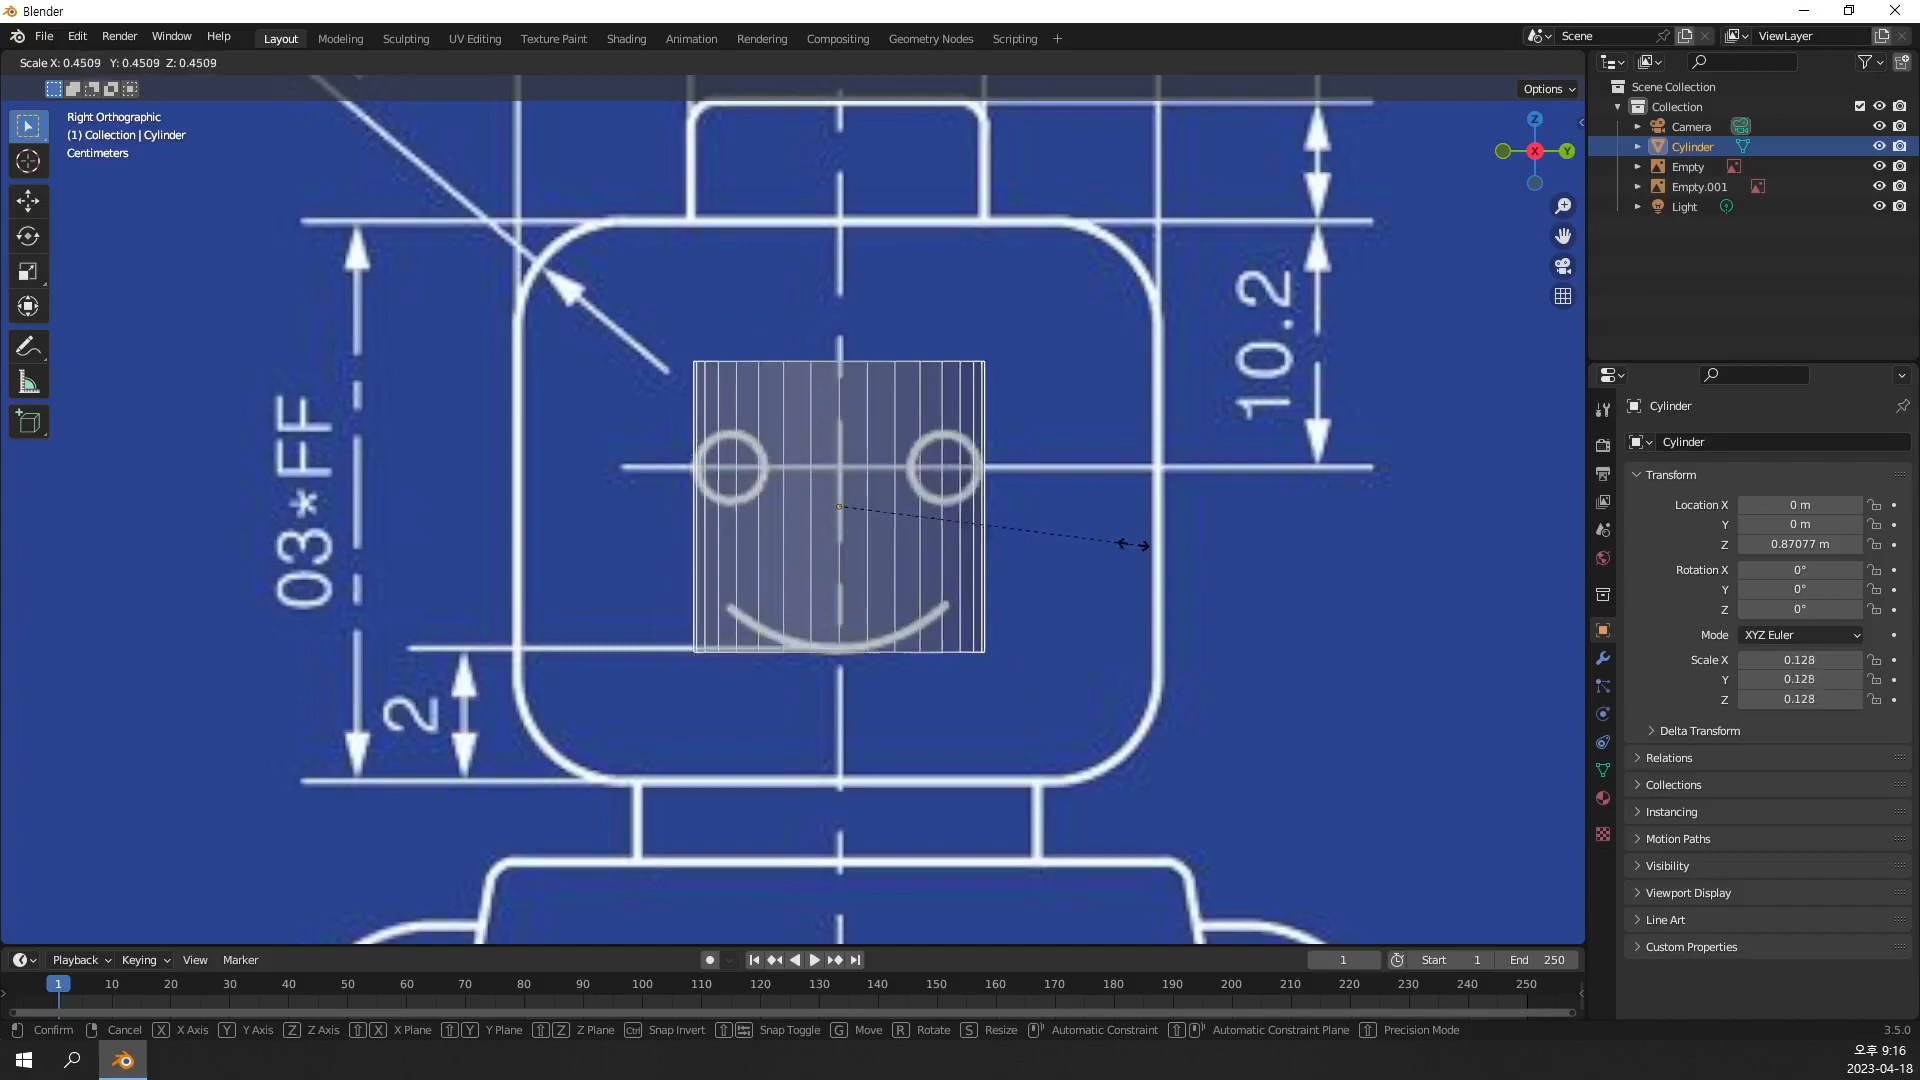 Blender
File Edit Render Window Help Layout Modeling Sculpting UV Editing Texture Paint Shading Animation Rendering Compositing Geometry Nodes Scripting Scene ViewLayer
Scale X: 0.4509 Y: 0.4509 Z: 0.4509
Options
Right Orthographic
(1) Collection | Cylinder
Centimeters
Z
X
Y
03*FF
2
10.2
Scene Collection
Collection
Camera
Cylinder
Empty
Empty.001
Light
Cylinder
Cylinder
Transform
Location X 0 m
Y 0 m
Z 0.87077 m
Rotation X 0°
Y 0°
Z 0°
Mode XYZ Euler
Scale X 0.128
Y 0.128
Z 0.128
Delta Transform
Relations
Collections
Instancing
Motion Paths
Visibility
Viewport Display
Line Art
Custom Properties
Playback Keying View Marker 1 Start 1 End 250
1 10 20 30 40 50 60 70 80 90 100 110 120 130 140 150 160 170 180 190 200 210 220 230 240 250
Confirm Cancel X X Axis Y Y Axis Z Z Axis X X Plane Y Y Plane Z Z Plane Ctrl Snap Invert Snap Toggle G Move R Rotate S Resize Automatic Constraint Automatic Constraint Plane Precision Mode 3.5.0
오후 9:16
2023-04-18